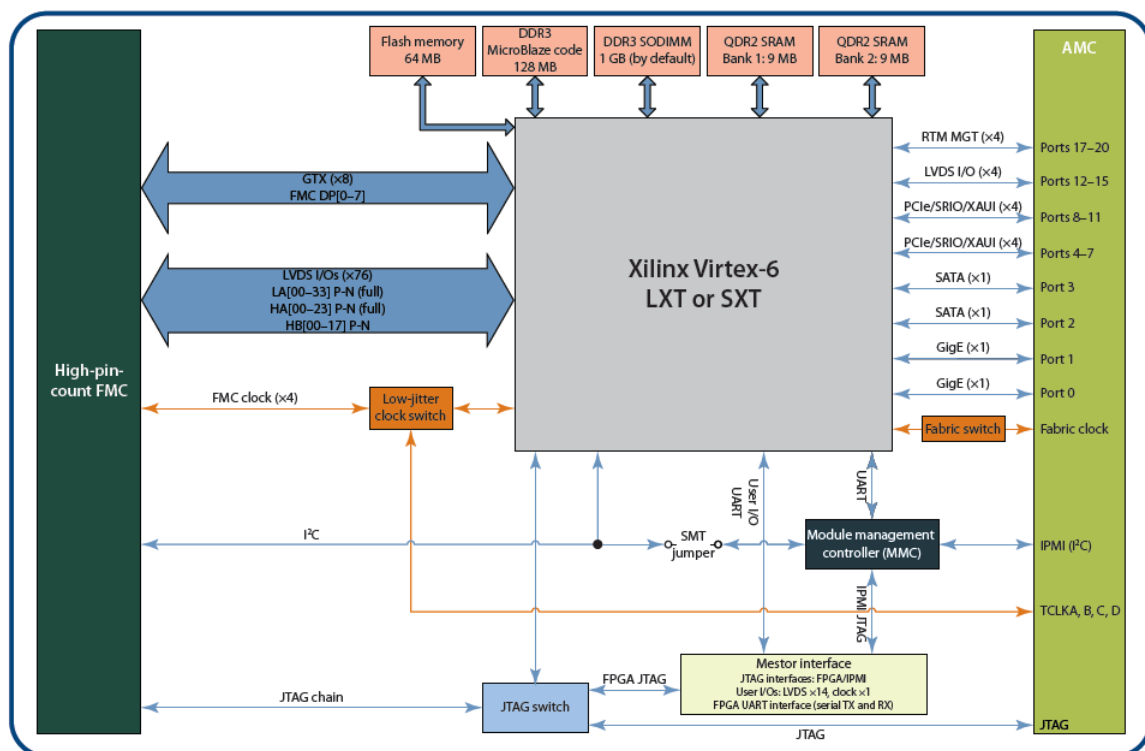 Flash memory
64 MB
DDR3
MicroBlaze code
128 MB
DDR3 SODIMM
1 GB (by default)
QDR2 SRAM
Bank 1: 9 MB
QDR2 SRAM
Bank 2: 9 MB
AMC
High-pin-
count FMC
GTX (×8)
FMC DP[0–7]
LVDS I/Os (×76)
LA[00–33] P-N (full)
HA[00–23] P-N (full)
HB[00–17] P-N
Xilinx Virtex-6
LXT or SXT
RTM MGT (×4)
Ports 17–20
LVDS I/O (×4)
Ports 12–15
PCIe/SRIO/XAUI (×4)
Ports 8–11
PCIe/SRIO/XAUI (×4)
Ports 4–7
SATA (×1)
Port 3
SATA (×1)
Port 2
GigE (×1)
Port 1
GigE (×1)
Port 0
Fabric switch
Fabric clock
FMC clock (×4)
Low-jitter
clock switch
User I/O
UART
UART
I²C
SMT
jumper
Module management
controller (MMC)
IPMI (I²C)
IPMI
JTAG
TCLKA, B, C, D
Mestor interface
JTAG interfaces: FPGA/IPMI
User I/Os: LVDS ×14, clock ×1
FPGA UART interface (serial TX and RX)
FPGA JTAG
JTAG chain
JTAG switch
JTAG
JTAG